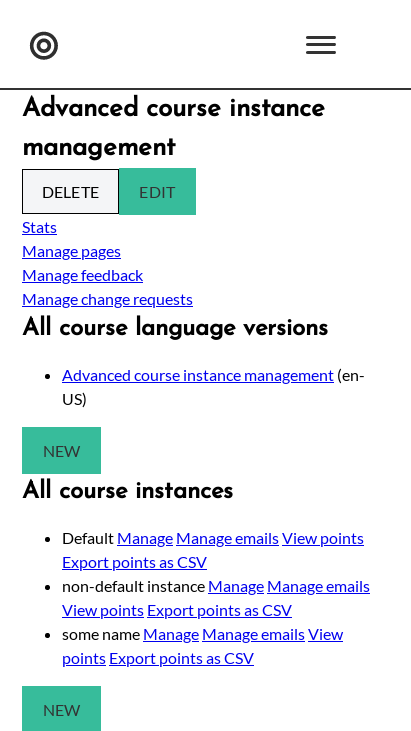 Advanced course instance
management
DELETE EDIT
Stats
Manage pages
Manage feedback
Manage change requests
All course language versions
Advanced course instance management (en-
US)
NEW
All course instances
Default Manage Manage emails View points
Export points as CSV
non-default instance Manage Manage emails
View points Export points as CSV
some name Manage Manage emails View
points Export points as CSV
NEW